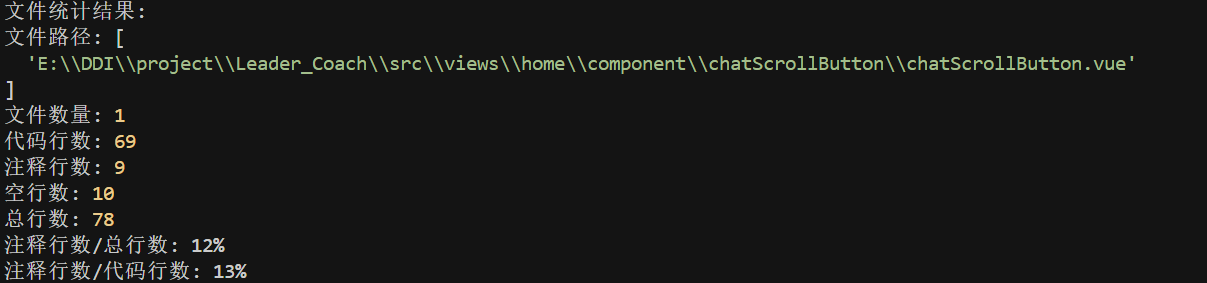 文件统计结果:
文件路径: [
'E:\\DDI\\project\\Leader_Coach\\src\\views\\home\\component\\chatScrollButton\\chatScrollButton.vue'
]
文件数量: 1
代码行数: 69
注释行数: 9
空行数: 10
总行数: 78
注释行数/总行数: 12%
注释行数/代码行数: 13%